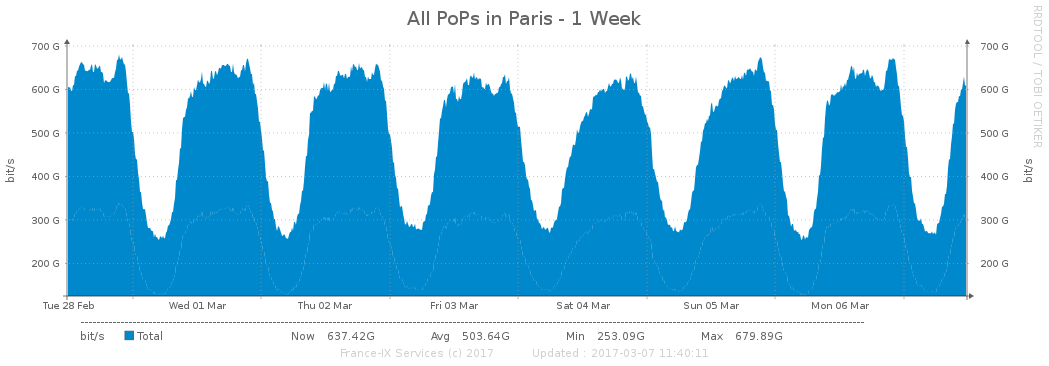 All PoPs in Paris - 1 Week
RRDTOOL / TOBI OETIKER
700 G 700 G
600 G 600 G
500 G 500 G
400 G 400 G
300 G 300 G
200 G 200 G
bit/s bit/s
Tue 28 Feb Wed 01 Mar Thu 02 Mar Fri 03 Mar Sat 04 Mar Sun 05 Mar Mon 06 Mar
bit/s Total Now 637.42G Avg 503.64G Min 253.09G Max 679.89G
France-IX Services (c) 2017 Updated : 2017-03-07 11:40:11